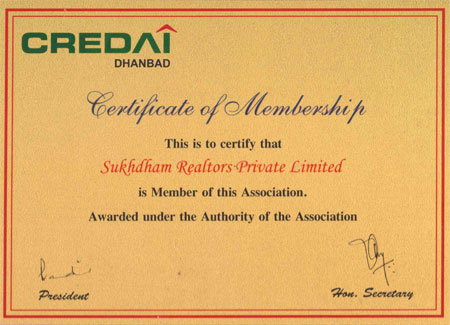 CREDAI
DHANBAD
Certificate of Membership
This is to certify that
Sukhdham Realtors Private Limited
is Member of this Association.
Awarded under the Authority of the Association
President
Hon. Secretary